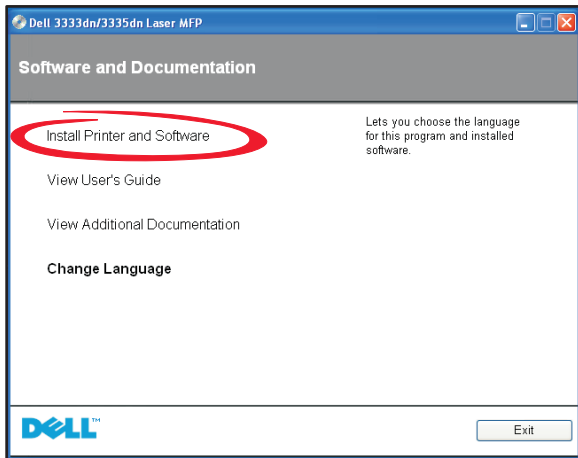 Dell 3333dn/3335dn Laser MFP
Software and Documentation
Install Printer and Software
View User's Guide
View Additional Documentation
Change Language
Lets you choose the language
for this program and installed
software.
DELL™
Exit